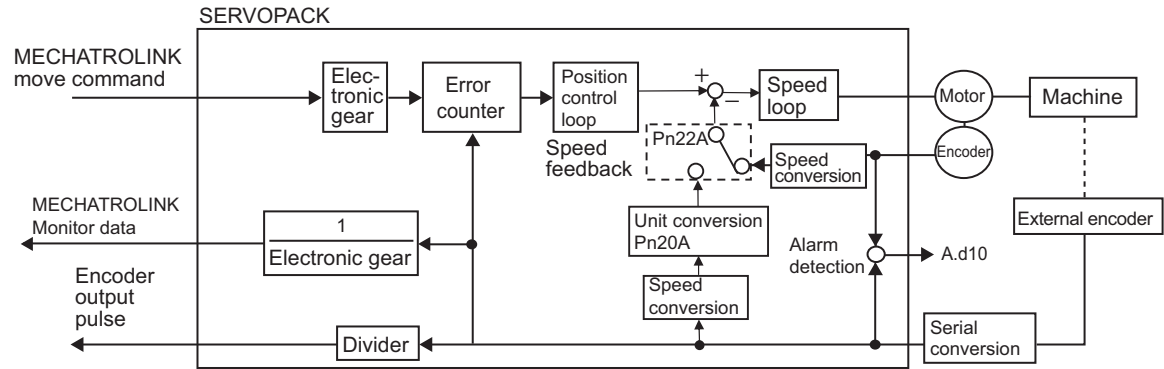 SERVOPACK
MECHATROLINK
move command
Elec-
tronic
gear
Error
counter
Position
control
loop
+
−
Speed
loop
Motor
Machine
Speed
feedback
Pn22A
Speed
conversion
Encoder
MECHATROLINK
Monitor data
1
Electronic gear
Unit conversion
Pn20A
Alarm
detection
A.d10
External encoder
Encoder
output
pulse
Speed
conversion
Divider
Serial
conversion